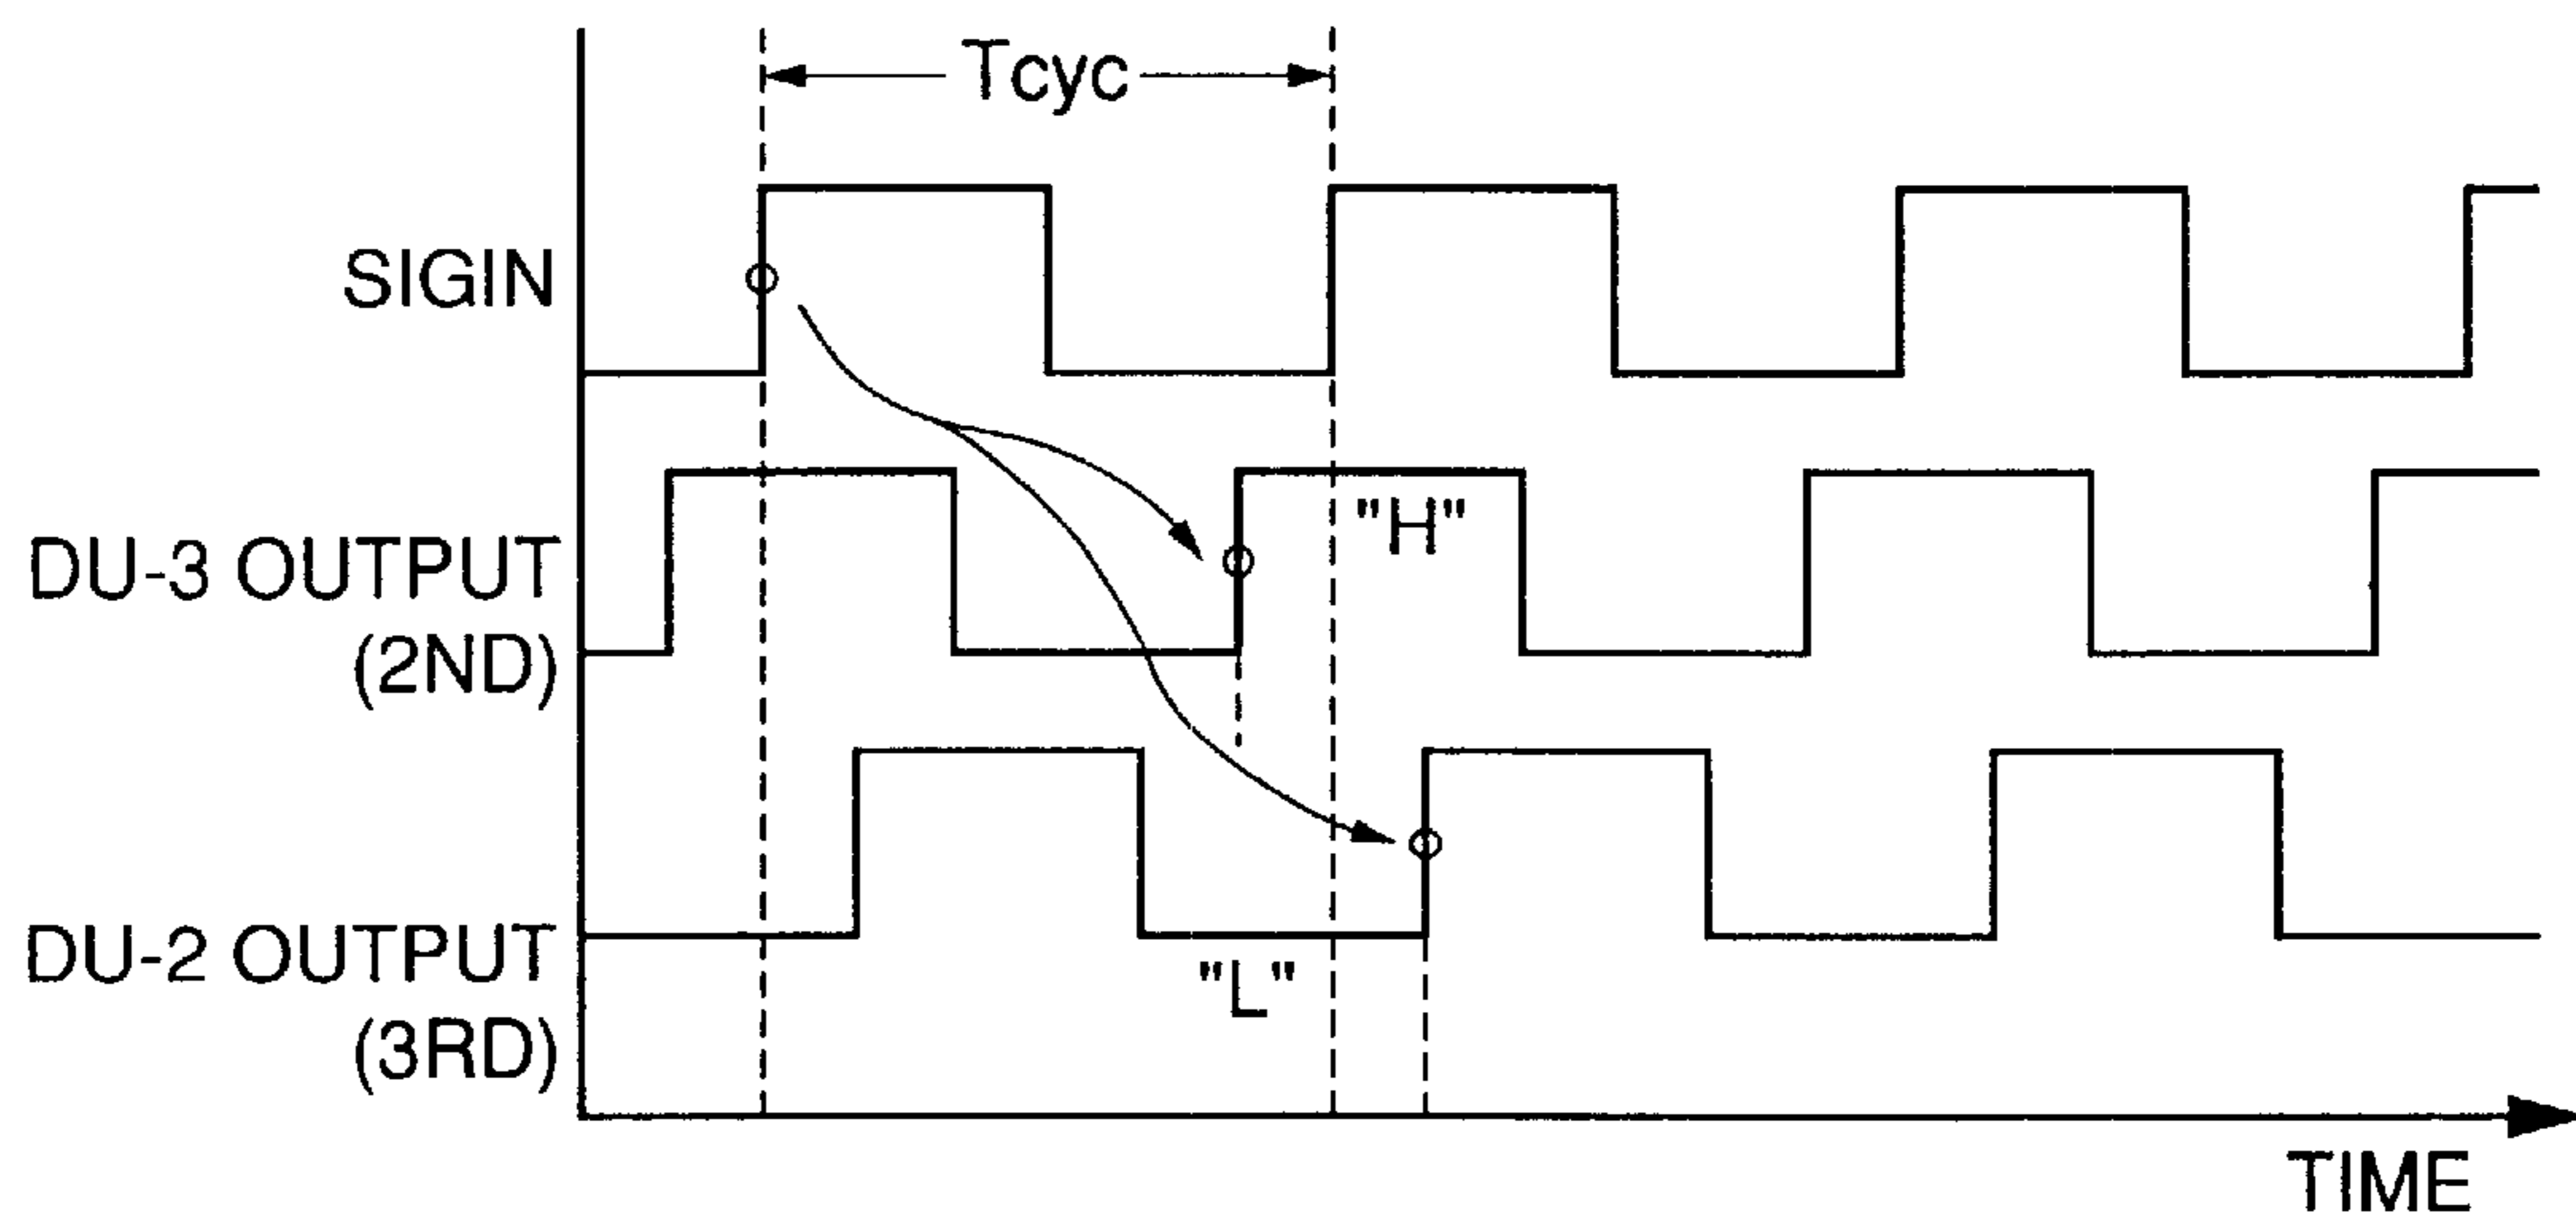 Tcyc
SIGIN
DU-3 OUTPUT
(2ND)
"H"
DU-2 OUTPUT
(3RD)
"L"
TIME